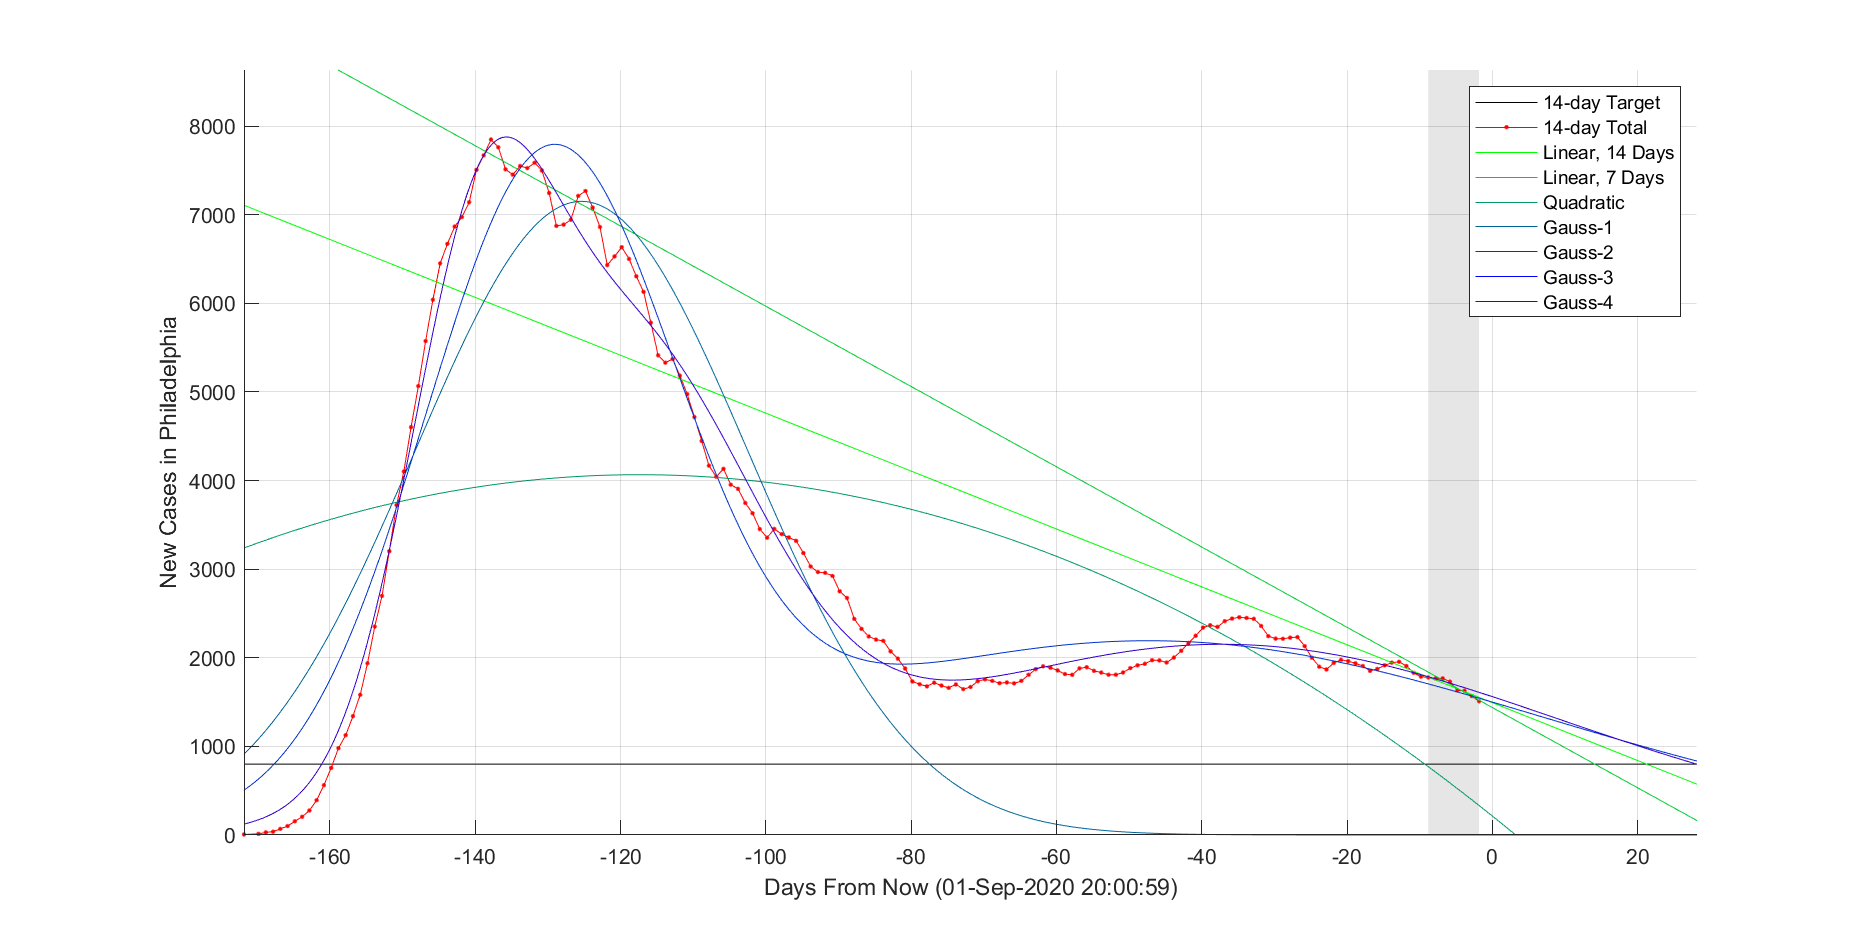 8000
7000
6000
5000
4000
3000
2000
1000
0
New Cases in Philadelphia
-160
-140
-120
-100
-80
-60
-40
-20
0
20
Days From Now (01-Sep-2020 20:00:59)
14-day Target
14-day Total
Linear, 14 Days
Linear, 7 Days
Quadratic
Gauss-1
Gauss-2
Gauss-3
Gauss-4